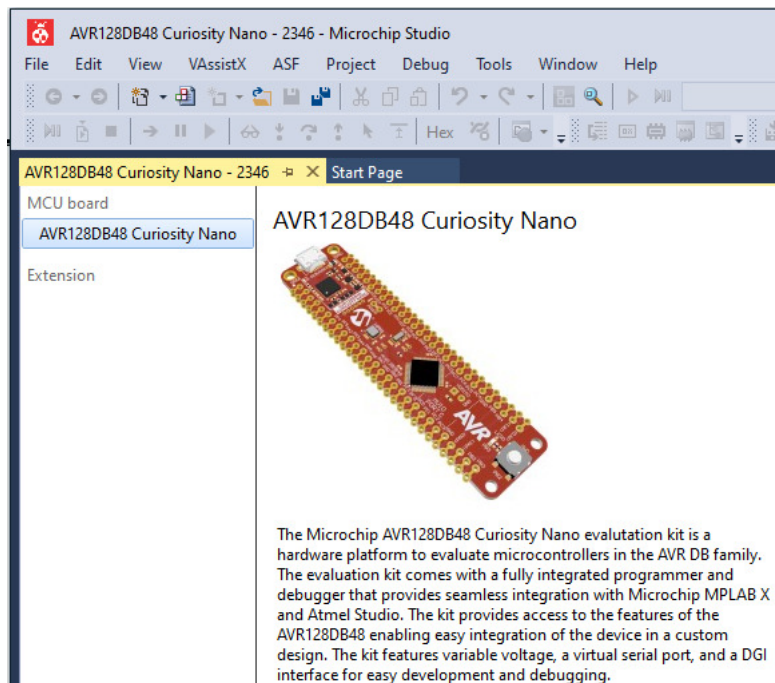 AVR128DB48 Curiosity Nano - 2346 - Microchip Studio
File Edit View VAssistX ASF Project Debug Tools Window Help
Hex
AVR128DB48 Curiosity Nano - 2346 Start Page
MCU board
AVR128DB48 Curiosity Nano
Extension
AVR128DB48 Curiosity Nano
AVR
The Microchip AVR128DB48 Curiosity Nano evalutation kit is a
hardware platform to evaluate microcontrollers in the AVR DB family.
The evaluation kit comes with a fully integrated programmer and
debugger that provides seamless integration with Microchip MPLAB X
and Atmel Studio. The kit provides access to the features of the
AVR128DB48 enabling easy integration of the device in a custom
design. The kit features variable voltage, a virtual serial port, and a DGI
interface for easy development and debugging.